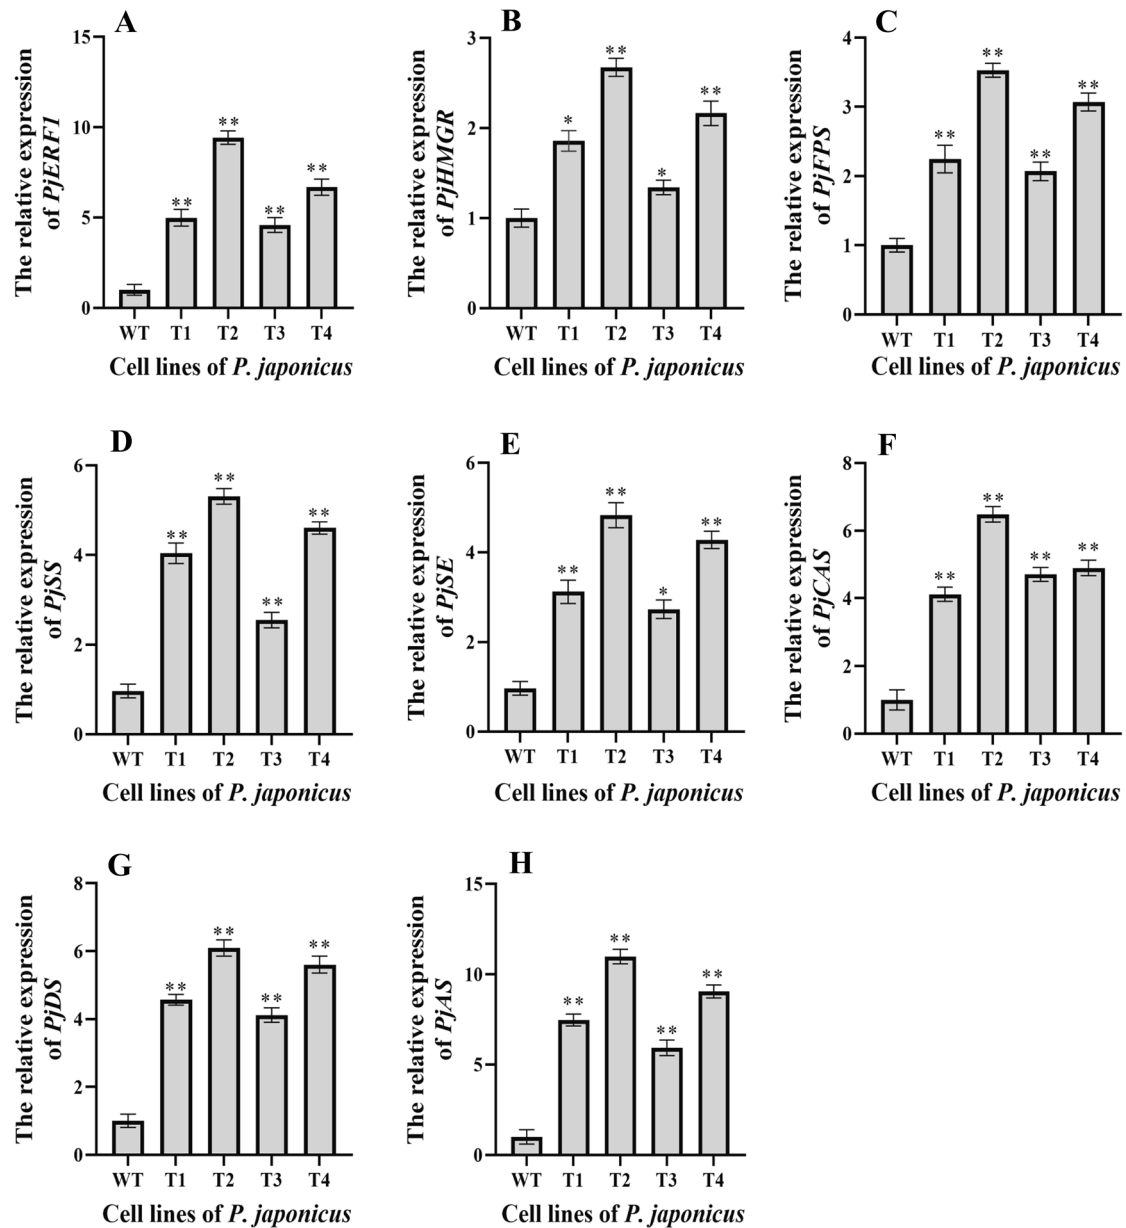 A
The relative expression
of PjERF1
15
10
5
0
** ** ** **
WT T1 T2 T3 T4
Cell lines of P. japonicus
B
The relative expression
of PjHMGR
3
2
1
0
* ** * **
WT T1 T2 T3 T4
Cell lines of P. japonicus
C
The relative expression
of PjFPS
4
3
2
1
0
** ** ** **
WT T1 T2 T3 T4
Cell lines of P. japonicus
D
The relative expression
of PjSS
6
4
2
0
** ** ** **
WT T1 T2 T3 T4
Cell lines of P. japonicus
E
The relative expression
of PjSE
6
4
2
0
** ** * **
WT T1 T2 T3 T4
Cell lines of P. japonicus
F
The relative expression
of PjCAS
8
6
4
2
0
** ** ** **
WT T1 T2 T3 T4
Cell lines of P. japonicus
G
The relative expression
of PjDS
8
6
4
2
0
** ** ** **
WT T1 T2 T3 T4
Cell lines of P. japonicus
H
The relative expression
of PjAS
15
10
5
0
** ** ** **
WT T1 T2 T3 T4
Cell lines of P. japonicus